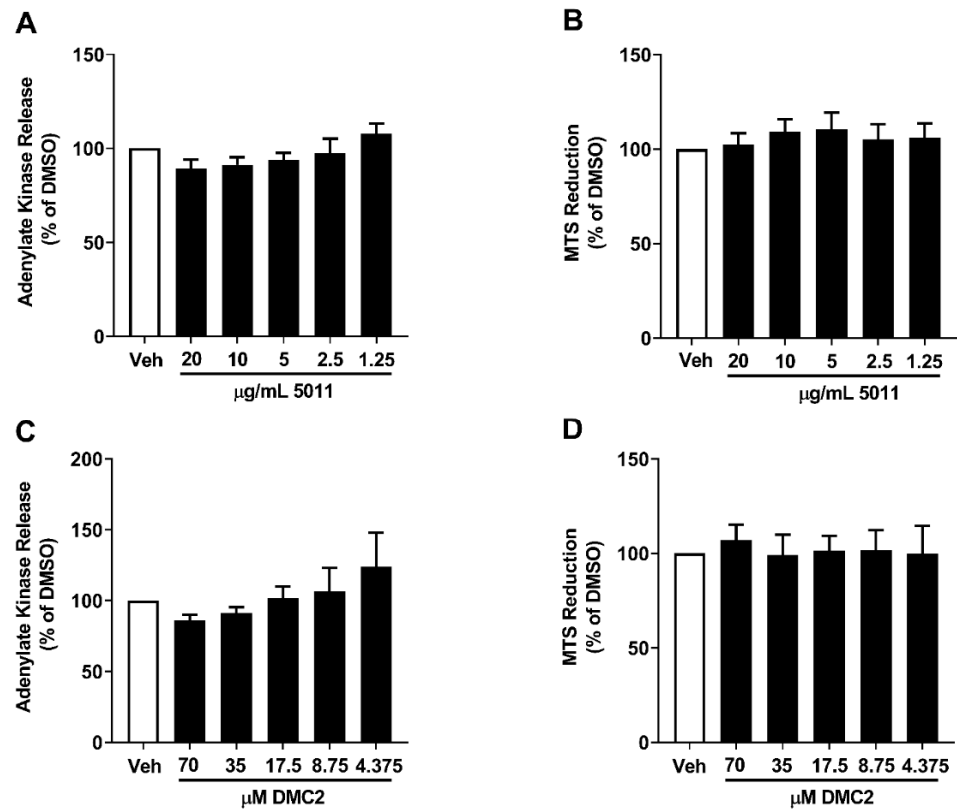 A
Adenylate Kinase Release
(% of DMSO)
150
100
50
0
Veh 20 10 5 2.5 1.25
μg/mL 5011
B
MTS Reduction
(% of DMSO)
150
100
50
0
Veh 20 10 5 2.5 1.25
μg/mL 5011
C
Adenylate Kinase Release
(% of DMSO)
200
150
100
50
0
Veh 70 35 17.5 8.75 4.375
μM DMC2
D
MTS Reduction
(% of DMSO)
150
100
50
0
Veh 70 35 17.5 8.75 4.375
μM DMC2